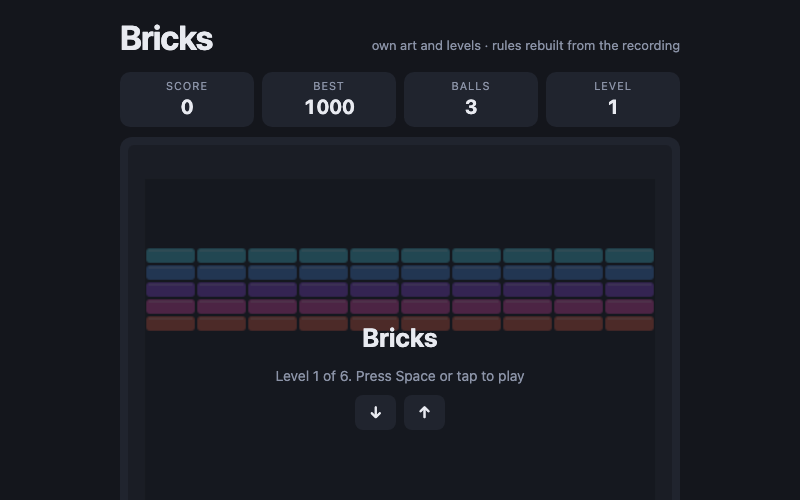 Bricks
own art and levels · rules rebuilt from the recording
SCORE
0
BEST
1000
BALLS
3
LEVEL
1
Bricks
Level 1 of 6. Press Space or tap to play
↓ ↑